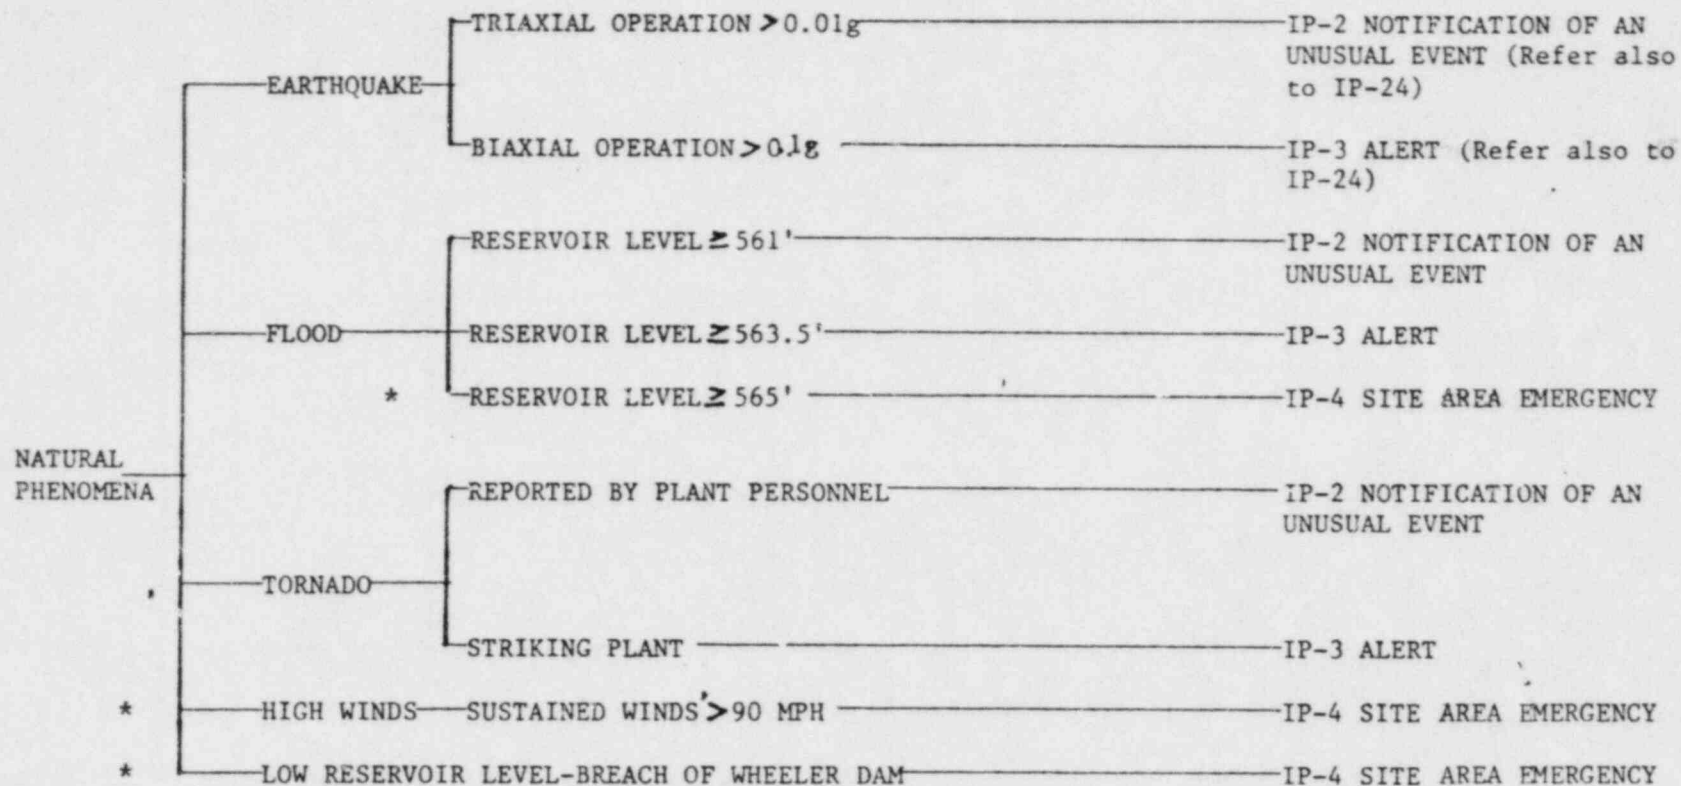 TRIAXIAL OPERATION >0.01g IP-2 NOTIFICATION OF AN
UNUSUAL EVENT (Refer also
to IP-24)
EARTHQUAKE
BIAXIAL OPERATION >0.1g IP-3 ALERT (Refer also to
IP-24)
RESERVOIR LEVEL ≥ 561' IP-2 NOTIFICATION OF AN
UNUSUAL EVENT
FLOOD RESERVOIR LEVEL ≥ 563.5' IP-3 ALERT
* RESERVOIR LEVEL ≥ 565' IP-4 SITE AREA EMERGENCY
NATURAL
PHENOMENA
REPORTED BY PLANT PERSONNEL IP-2 NOTIFICATION OF AN
UNUSUAL EVENT
TORNADO
STRIKING PLANT IP-3 ALERT
* HIGH WINDS SUSTAINED WINDS >90 MPH IP-4 SITE AREA EMERGENCY
* LOW RESERVOIR LEVEL-BREACH OF WHEELER DAM IP-4 SITE AREA EMERGENCY